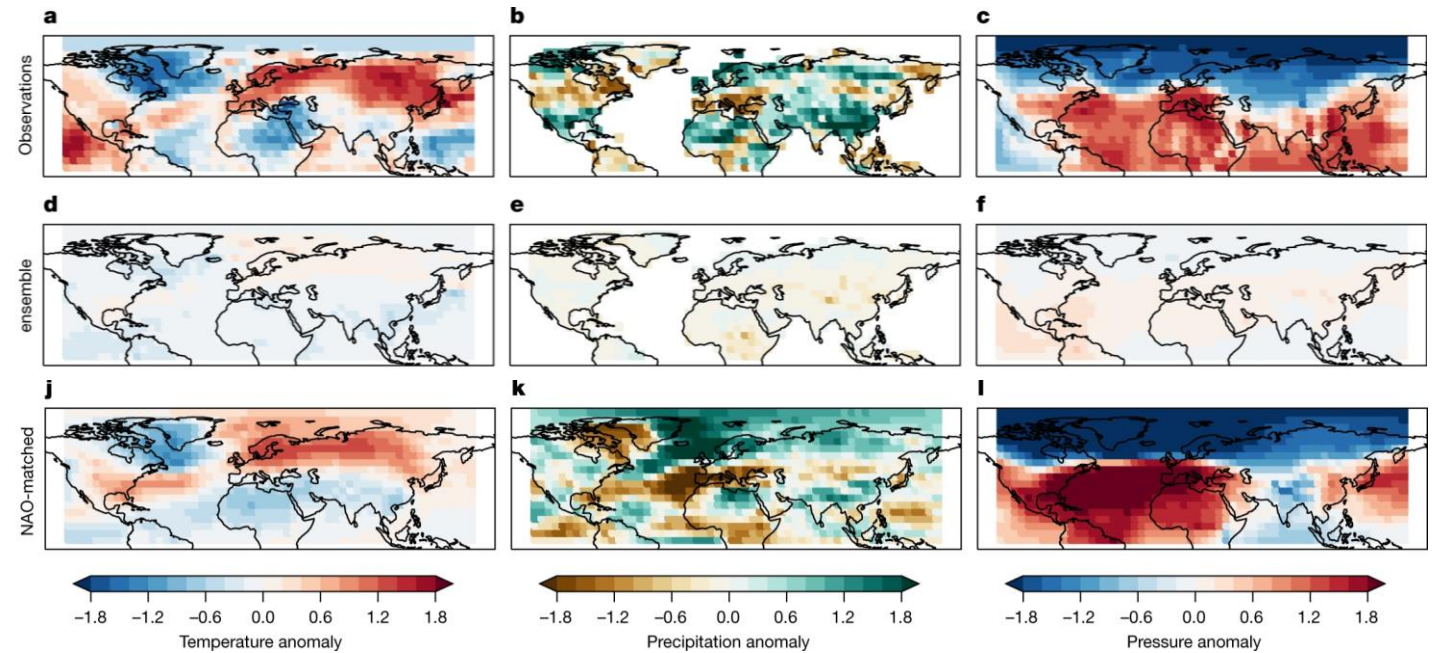 a
b
c
Observations
d
e
f
ensemble
j
k
l
NAO-matched
−1.8 −1.2 −0.6 0.0 0.6 1.2 1.8
Temperature anomaly
−1.8 −1.2 −0.6 0.0 0.6 1.2 1.8
Precipitation anomaly
−1.8 −1.2 −0.6 0.0 0.6 1.2 1.8
Pressure anomaly